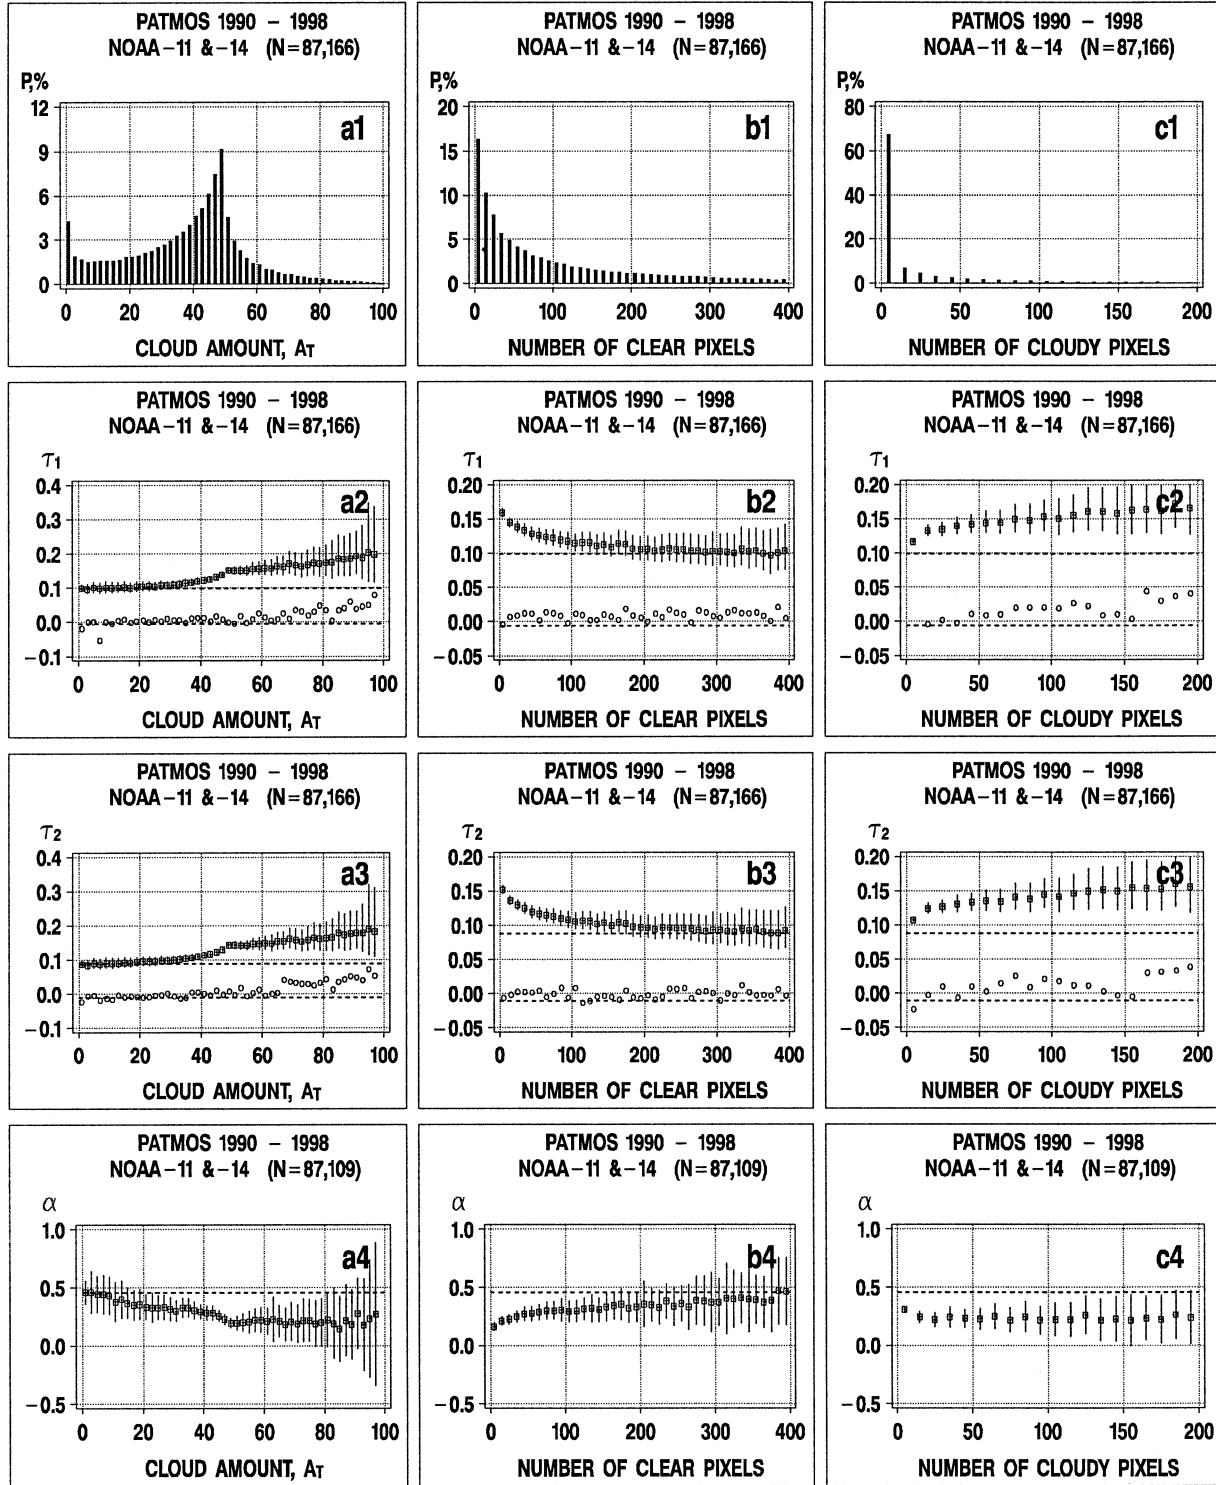 PATMOS 1990 – 1998
NOAA–11 &–14 (N=87,166)
P,%
a1
12
9
6
3
0
0 20 40 60 80 100
CLOUD AMOUNT, AT
PATMOS 1990 – 1998
NOAA–11 &–14 (N=87,166)
P,%
b1
20
15
10
5
0
0 100 200 300 400
NUMBER OF CLEAR PIXELS
PATMOS 1990 – 1998
NOAA–11 &–14 (N=87,166)
P,%
c1
80
60
40
20
0
0 50 100 150 200
NUMBER OF CLOUDY PIXELS
PATMOS 1990 – 1998
NOAA–11 &–14 (N=87,166)
τ1
a2
0.4
0.3
0.2
0.1
0.0
–0.1
0 20 40 60 80 100
CLOUD AMOUNT, AT
PATMOS 1990 – 1998
NOAA–11 &–14 (N=87,166)
τ1
b2
0.20
0.15
0.10
0.05
0.00
–0.05
0 100 200 300 400
NUMBER OF CLEAR PIXELS
PATMOS 1990 – 1998
NOAA–11 &–14 (N=87,166)
τ1
c2
0.20
0.15
0.10
0.05
0.00
–0.05
0 50 100 150 200
NUMBER OF CLOUDY PIXELS
PATMOS 1990 – 1998
NOAA–11 &–14 (N=87,166)
τ2
a3
0.4
0.3
0.2
0.1
0.0
–0.1
0 20 40 60 80 100
CLOUD AMOUNT, AT
PATMOS 1990 – 1998
NOAA–11 &–14 (N=87,166)
τ2
b3
0.20
0.15
0.10
0.05
0.00
–0.05
0 100 200 300 400
NUMBER OF CLEAR PIXELS
PATMOS 1990 – 1998
NOAA–11 &–14 (N=87,166)
τ2
c3
0.20
0.15
0.10
0.05
0.00
–0.05
0 50 100 150 200
NUMBER OF CLOUDY PIXELS
PATMOS 1990 – 1998
NOAA–11 &–14 (N=87,109)
α
a4
1.0
0.5
0.0
–0.5
0 20 40 60 80 100
CLOUD AMOUNT, AT
PATMOS 1990 – 1998
NOAA–11 &–14 (N=87,109)
α
b4
1.0
0.5
0.0
–0.5
0 100 200 300 400
NUMBER OF CLEAR PIXELS
PATMOS 1990 – 1998
NOAA–11 &–14 (N=87,109)
α
c4
1.0
0.5
0.0
–0.5
0 50 100 150 200
NUMBER OF CLOUDY PIXELS